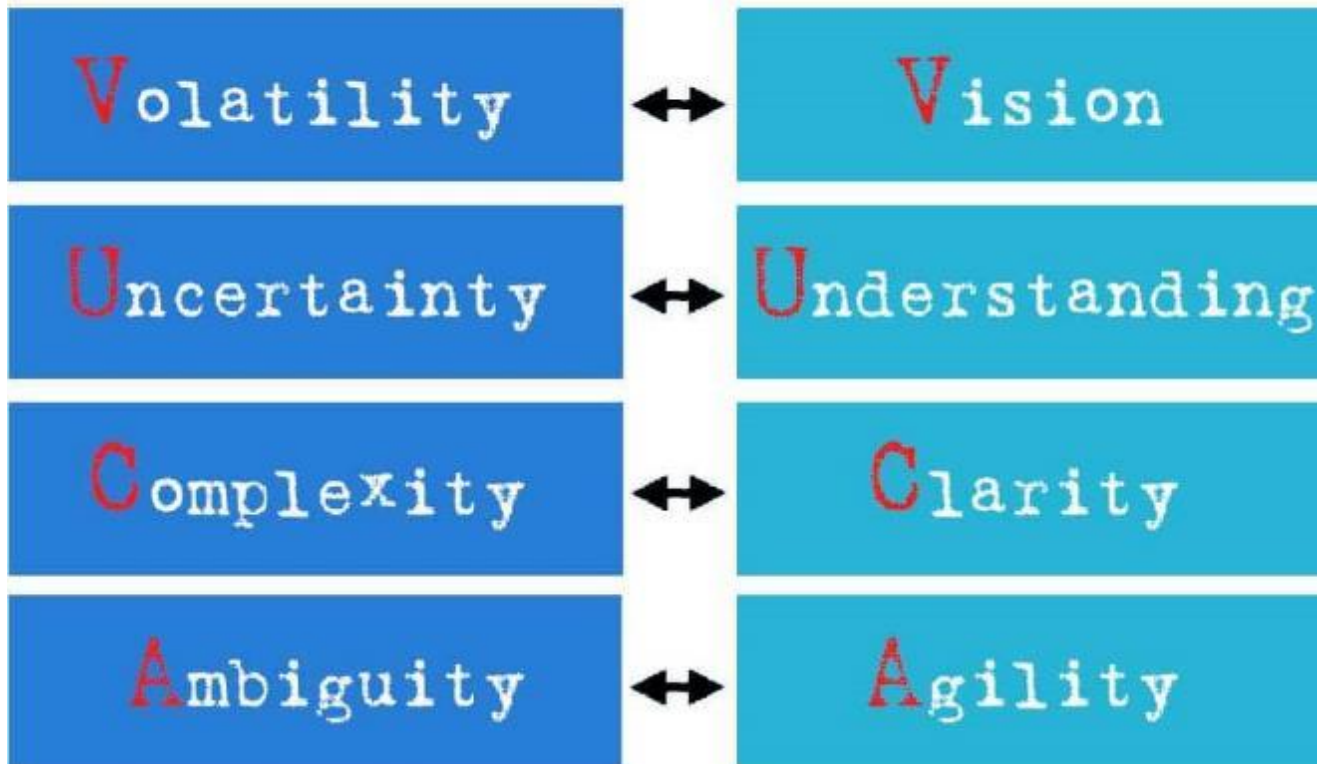 Volatility
Vision
Uncertainty
Understanding
Complexity
Clarity
Ambiguity
Agility